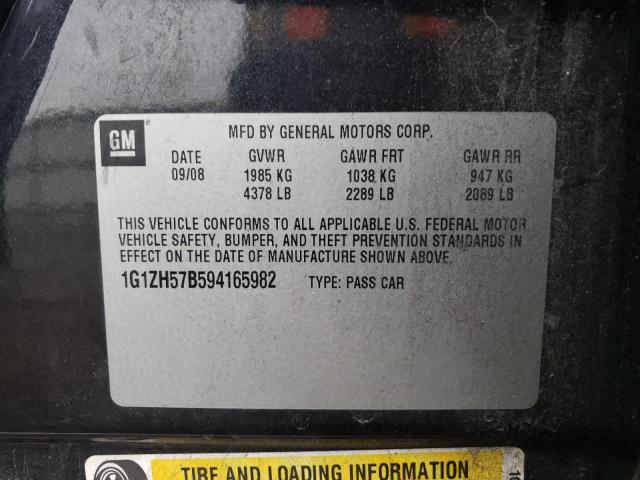 GM
MFD BY GENERAL MOTORS CORP.
DATE GVWR GAWR FRT GAWR RR
09/08 1985 KG 1038 KG 947 KG
4378 LB 2289 LB 2089 LB
THIS VEHICLE CONFORMS TO ALL APPLICABLE U.S. FEDERAL MOTOR
VEHICLE SAFETY, BUMPER, AND THEFT PREVENTION STANDARDS IN
EFFECT ON THE DATE OF MANUFACTURE SHOWN ABOVE.
1G1ZH57B594165982 TYPE: PASS CAR
TIRE AND LOADING INFORMATION